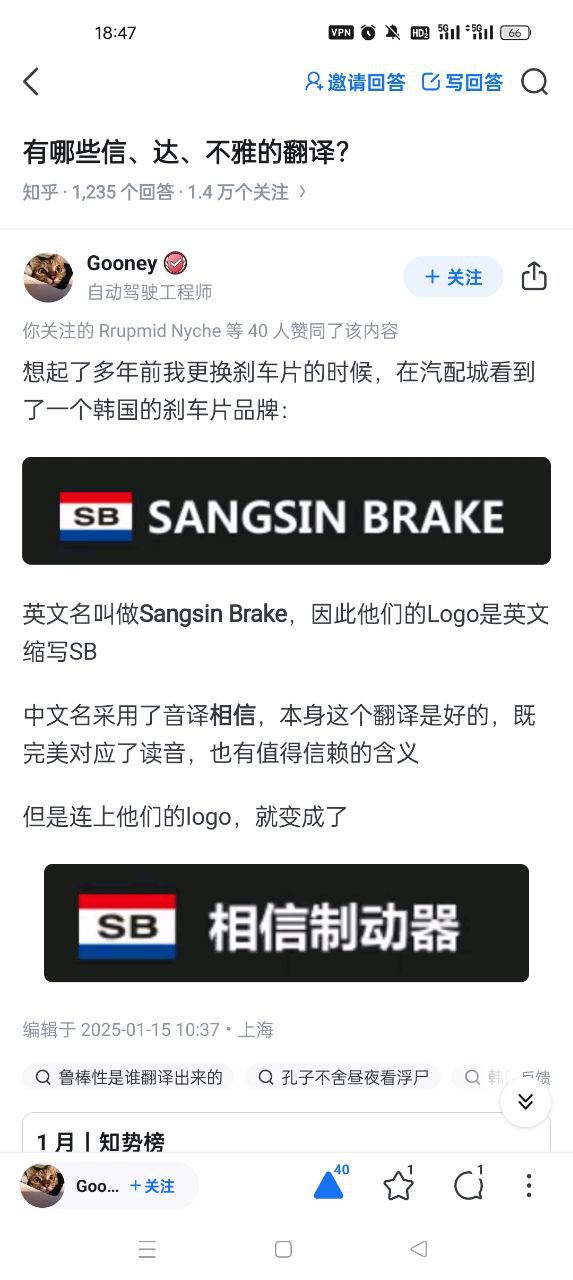 18:47
VPN HD 5G 5G 66
邀请回答 写回答
有哪些信、达、不雅的翻译？
知乎 · 1,235 个回答 · 1.4 万个关注 〉
Gooney
+ 关注
自动驾驶工程师
你关注的 Rrupmid Nyche 等 40 人赞同了该内容
想起了多年前我更换刹车片的时候，在汽配城看到
了一个韩国的刹车片品牌：
SB SANGSIN BRAKE
英文名叫做Sangsin Brake，因此他们的Logo是英文
缩写SB
中文名采用了音译相信，本身这个翻译是好的，既
完美对应了读音，也有值得信赖的含义
但是连上他们的logo，就变成了
SB 相信制动器
编辑于 2025-01-15 10:37 · 上海
鲁棒性是谁翻译出来的 孔子不舍昼夜看浮尸 韩 反馈
1 月丨知势榜
Goo... + 关注 40 1 1